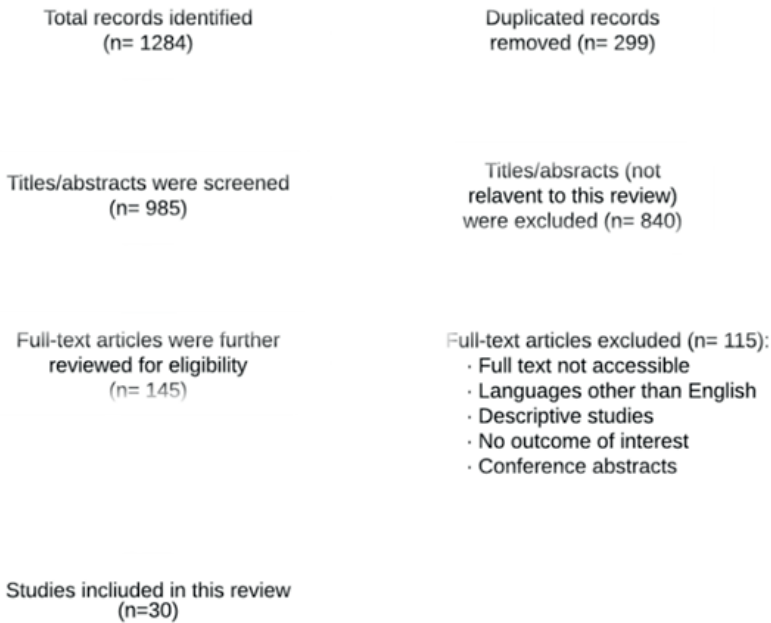 Total records identified
(n= 1284)
Duplicated records
removed (n= 299)
Titles/abstracts were screened
(n= 985)
Titles/absracts (not
relavent to this review)
were excluded (n= 840)
Full-text articles were further
reviewed for eligibility
(n= 145)
Full-text articles excluded (n= 115):
· Full text not accessible
· Languages other than English
· Descriptive studies
· No outcome of interest
· Conference abstracts
Studies incliuded in this review
(n=30)